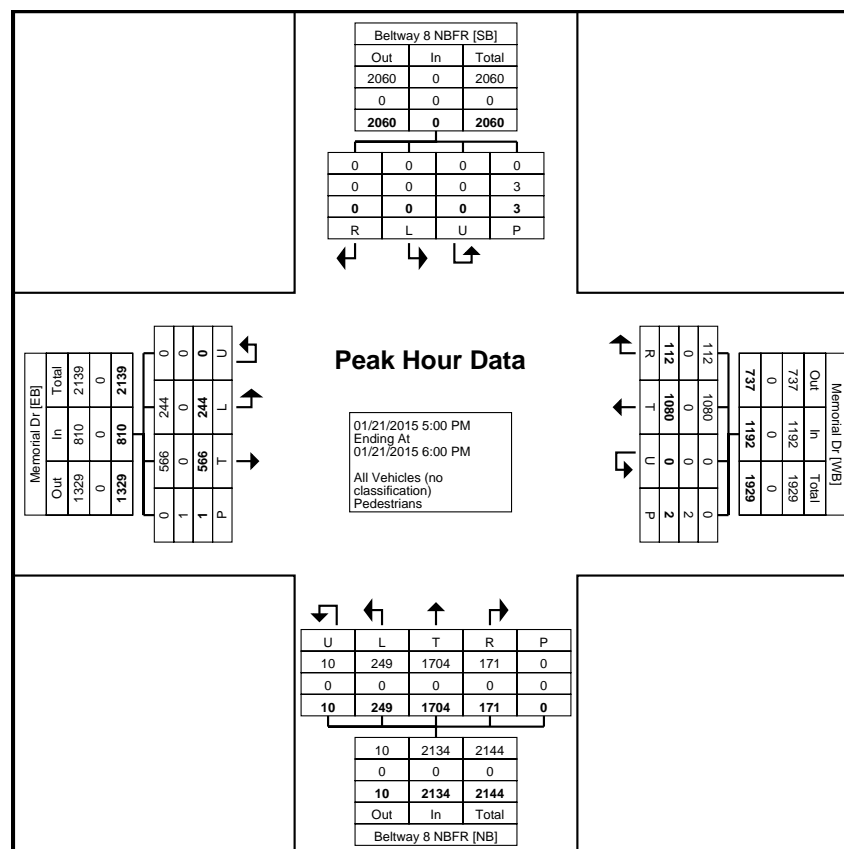 Beltway 8 NBFR [SB]
Out In Total
2060 0 2060
0 0 0
2060 0 2060
0 0 0 0
0 0 0 3
0 0 0 3
R L U P
Memorial Dr [EB]
Total In Out
2139 810 1329
0 0 0
2139 810 1329
0 244 566 0
0 0 0 1
0 244 566 1
U L T P
Peak Hour Data
01/21/2015 5:00 PM
Ending At
01/21/2015 6:00 PM
All Vehicles (no
classification)
Pedestrians
R T U P
112 1080 0 2
0 0 0 2
112 1080 0 0
737 1192 1929
0 0 0
737 1192 1929
Out In Total
Memorial Dr [WB]
U L T R P
10 249 1704 171 0
0 0 0 0 0
10 249 1704 171 0
10 2134 2144
0 0 0
10 2134 2144
Out In Total
Beltway 8 NBFR [NB]